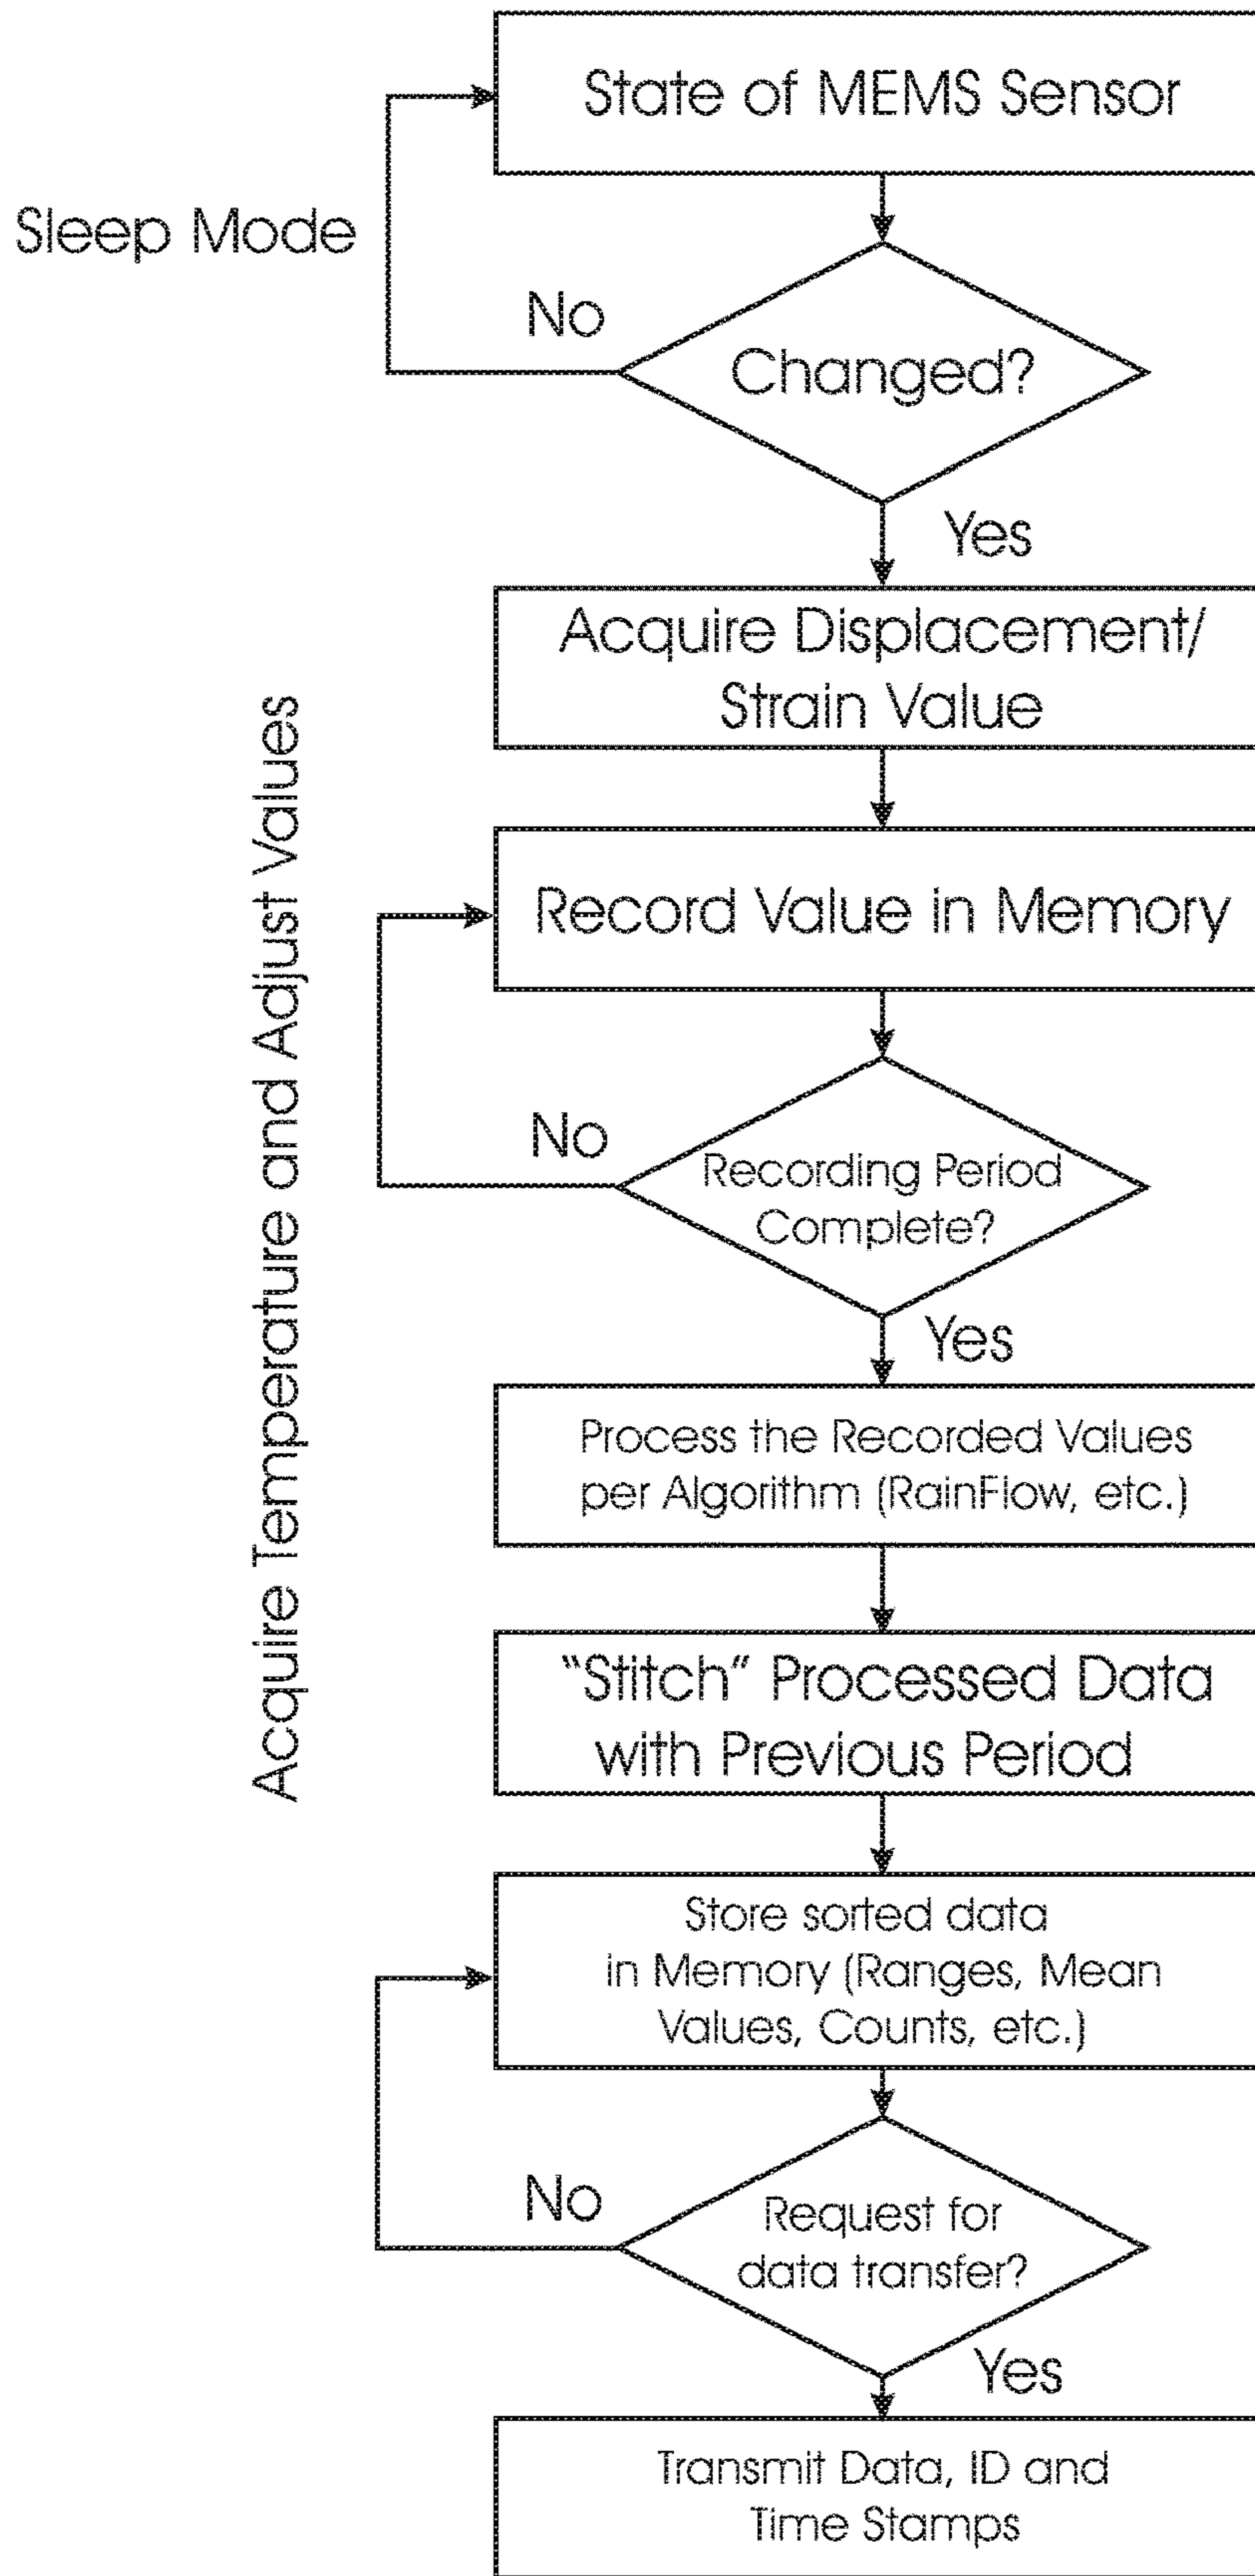 State of MEMS Sensor
Sleep Mode
No
Changed?
Yes
Acquire Displacement/
Strain Value
Acquire Temperature and Adjust Values
Record Value in Memory
No
Recording Period
Complete?
Yes
Process the Recorded Values
per Algorithm (RainFlow, etc.)
“Stitch” Processed Data
with Previous Period
Store sorted data
in Memory (Ranges, Mean
Values, Counts, etc.)
No
Request for
data transfer?
Yes
Transmit Data, ID and
Time Stamps